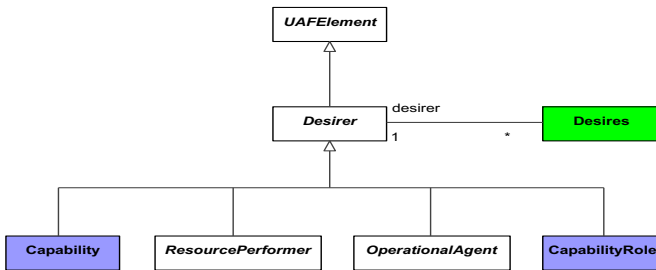 UAFElement
desirer
Desirer
Desires
1
*
Capability
ResourcePerformer
OperationalAgent
CapabilityRole